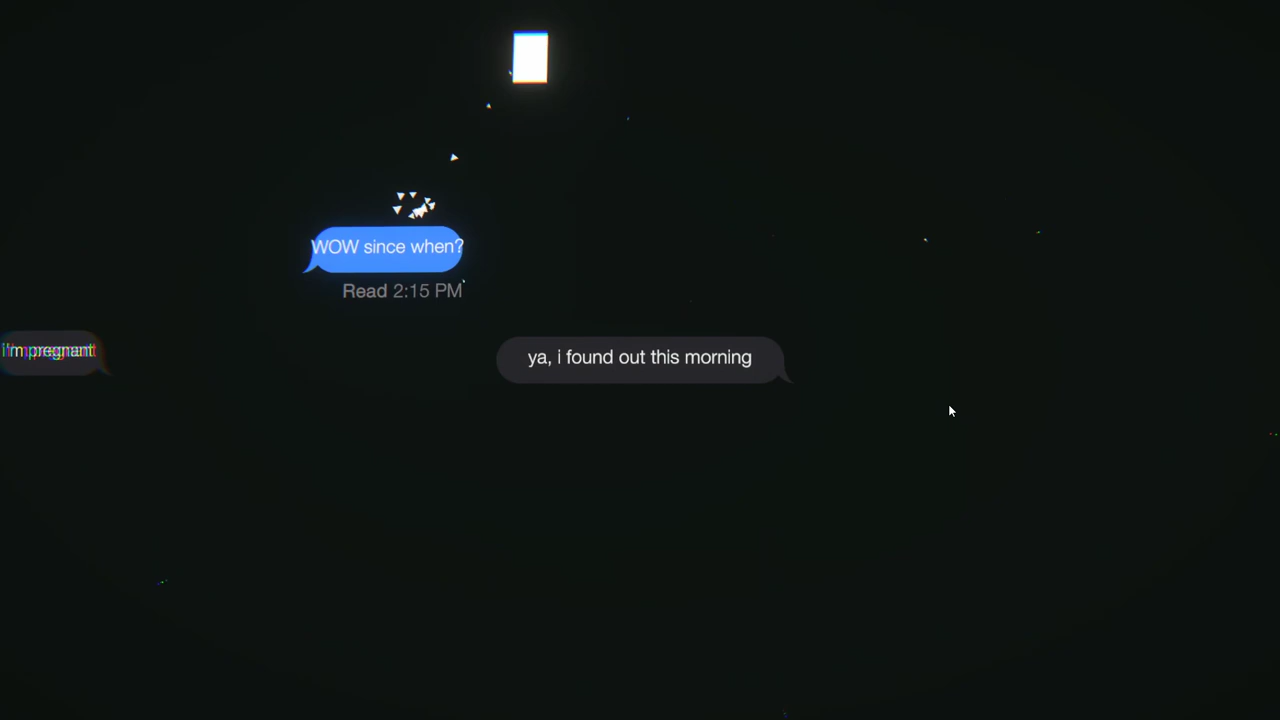 WOW since when?
Read 2:15 PM
i'm pregnant
ya, i found out this morning